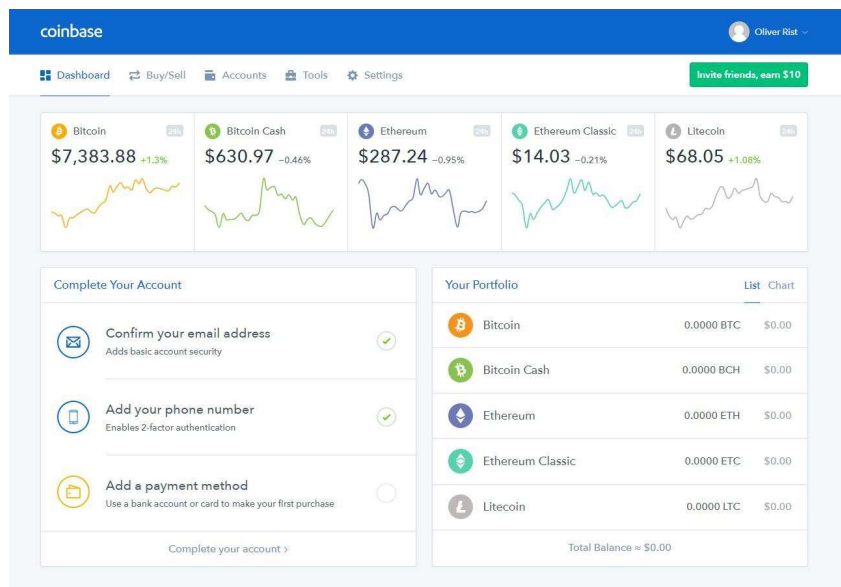 coinbase
Oliver Rist
Dashboard Buy/Sell Accounts Tools Settings
Invite friends, earn $10
Bitcoin 24h
$7,383.88 +1.3%
Bitcoin Cash 24h
$630.97 -0.46%
Ethereum 24h
$287.24 -0.95%
Ethereum Classic 24h
$14.03 -0.21%
Litecoin 24h
$68.05 +1.08%
Complete Your Account
Confirm your email address
Adds basic account security
Add your phone number
Enables 2-factor authentication
Add a payment method
Use a bank account or card to make your first purchase
Complete your account >
Your Portfolio List Chart
Bitcoin 0.0000 BTC $0.00
Bitcoin Cash 0.0000 BCH $0.00
Ethereum 0.0000 ETH $0.00
Ethereum Classic 0.0000 ETC $0.00
Litecoin 0.0000 LTC $0.00
Total Balance ≈ $0.00